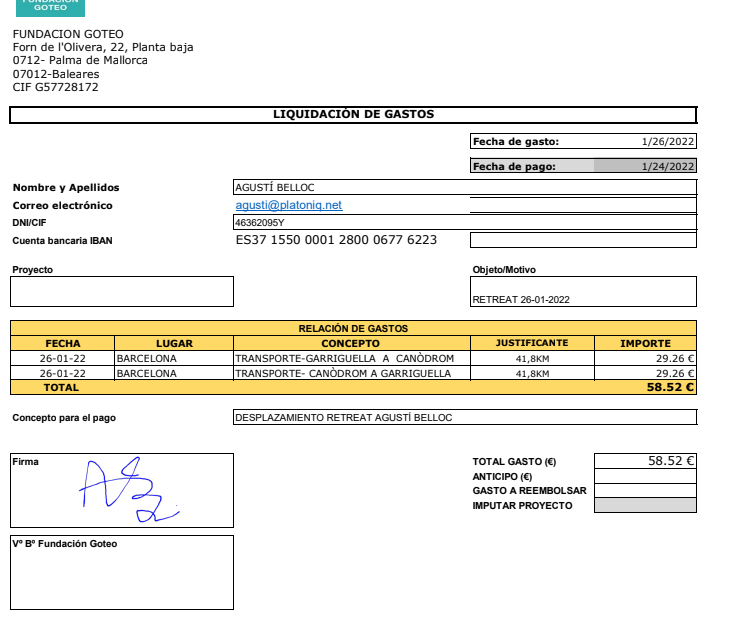 FUNDACIÓN
GOTEO
FUNDACION GOTEO
Forn de l'Olivera, 22, Planta baja
0712- Palma de Mallorca
07012-Baleares
CIF G57728172
LIQUIDACIÓN DE GASTOS
Fecha de gasto: 1/26/2022
Fecha de pago: 1/24/2022
Nombre y Apellidos AGUSTÍ BELLOC
Correo electrónico agusti@platoniq.net
DNI/CIF 46362095Y
Cuenta bancaria IBAN ES37 1550 0001 2800 0677 6223
Proyecto Objeto/Motivo
RETREAT 26-01-2022
RELACIÓN DE GASTOS
FECHA LUGAR CONCEPTO JUSTIFICANTE IMPORTE
26-01-22 BARCELONA TRANSPORTE-GARRIGUELLA A CANÒDROM 41,8KM 29.26 €
26-01-22 BARCELONA TRANSPORTE- CANÒDROM A GARRIGUELLA 41,8KM 29.26 €
TOTAL 58.52 €
Concepto para el pago DESPLAZAMIENTO RETREAT AGUSTÍ BELLOC
Firma
TOTAL GASTO (€) 58.52 €
ANTICIPO (€)
GASTO A REEMBOLSAR
IMPUTAR PROYECTO
Vº Bº Fundación Goteo